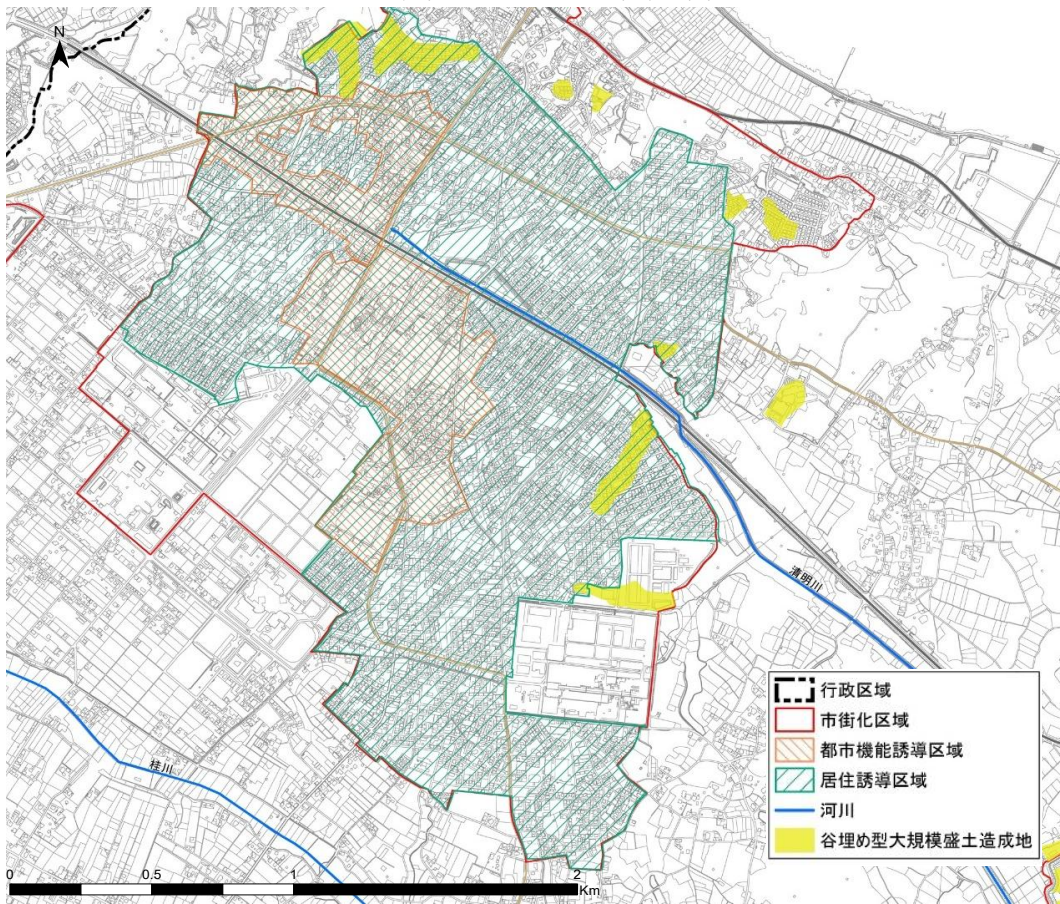 N
清明川
桂川
行政区域
市街化区域
都市機能誘導区域
居住誘導区域
河川
谷埋め型大規模盛土造成地
0 0.5 1 2
Km